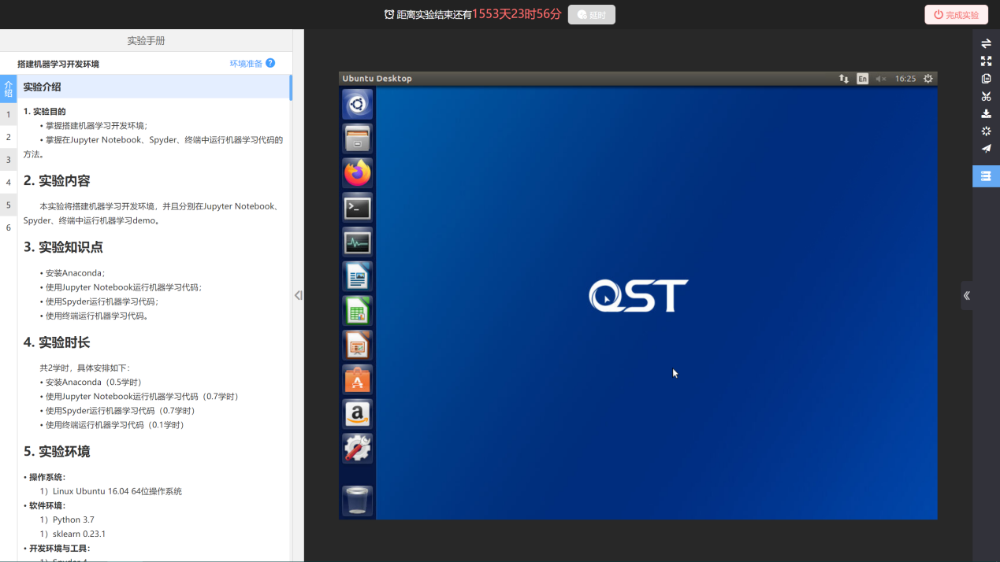 距离实验结束还有1553天23时56分
延时
完成实验
实验手册
搭建机器学习开发环境
环境准备 ?
介绍
1
2
3
4
5
6
实验介绍
1. 实验目的
• 掌握搭建机器学习开发环境；
• 掌握在Jupyter Notebook、Spyder、终端中运行机器学习代码的
方法。
2. 实验内容
本实验将搭建机器学习开发环境，并且分别在Jupyter Notebook、
Spyder、终端中运行机器学习demo。
3. 实验知识点
• 安装Anaconda；
• 使用Jupyter Notebook运行机器学习代码；
• 使用Spyder运行机器学习代码；
• 使用终端运行机器学习代码。
4. 实验时长
共2学时，具体安排如下：
• 安装Anaconda（0.5学时）
• 使用Jupyter Notebook运行机器学习代码（0.7学时）
• 使用Spyder运行机器学习代码（0.7学时）
• 使用终端运行机器学习代码（0.1学时）
5. 实验环境
• 操作系统：
1）Linux Ubuntu 16.04 64位操作系统
• 软件环境：
1）Python 3.7
1）sklearn 0.23.1
• 开发环境与工具：
1）Spyder 4
Ubuntu Desktop
En
16:25
QST